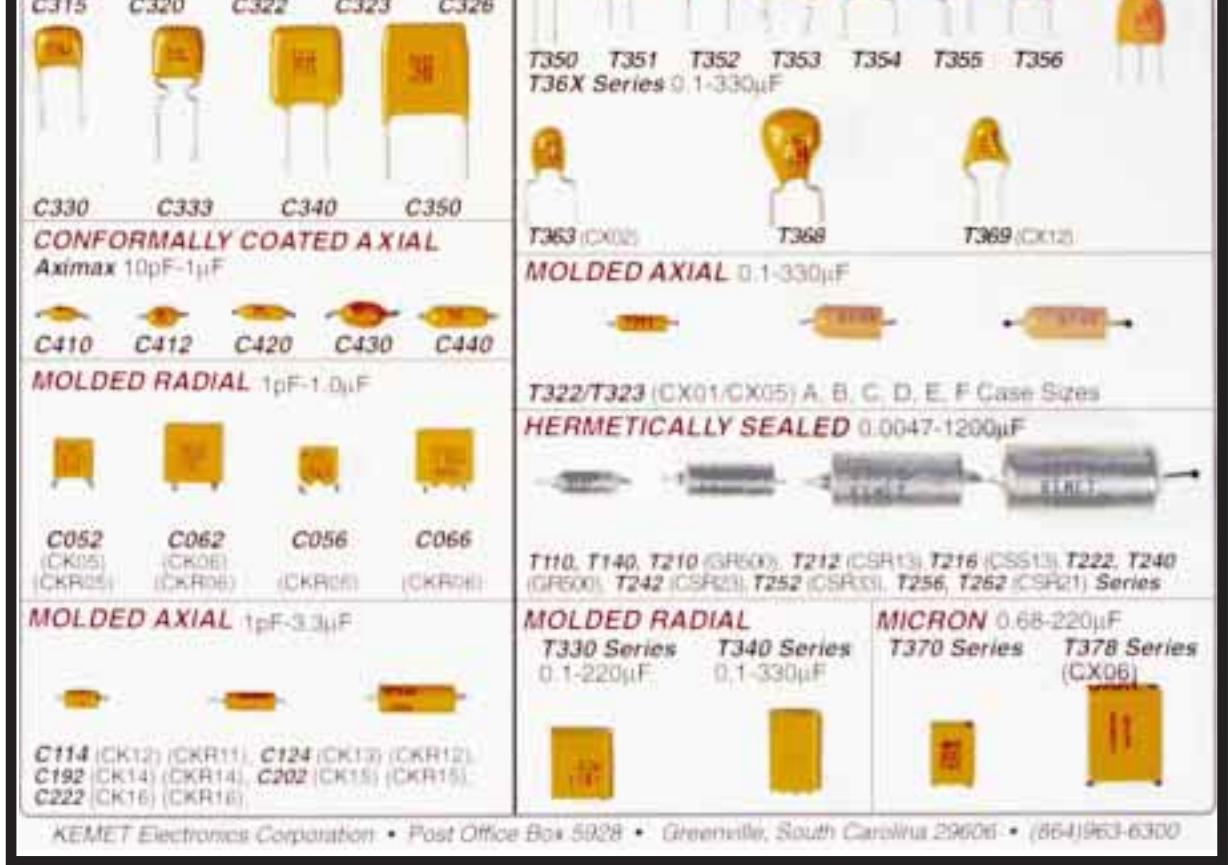 C315 C320 C322 C323 C326
C330 C333 C340 C350
CONFORMALLY COATED AXIAL
Aximax 10pF-1µF
C410 C412 C420 C430 C440
MOLDED RADIAL 1pF-1.0µF
C052 C062 C056 C066
(CK05) (CK06)
(CKR05) (CKR06) (CKR05) (CKR06)
MOLDED AXIAL 1pF-3.3µF
C114 (CK12) (CKR11), C124 (CK13) (CKR12),
C192 (CK14) (CKR14), C202 (CK15) (CKR15),
C222 (CK16) (CKR16),
T350 T351 T352 T353 T354 T355 T356
T36X Series 0.1-330µF
T363 (CX02) T368 T369 (CX12)
MOLDED AXIAL 0.1-330µF
T322/T323 (CX01/CX05) A, B, C, D, E, F Case Sizes
HERMETICALLY SEALED 0.0047-1200µF
KEMET
KEMET
T110, T140, T210 (GR500), T212 (CSR13) T216 (CSS13) T222, T240
(GR500), T242 (CSR23), T252 (CSR33), T256, T262 (CSR21) Series
MOLDED RADIAL
T330 Series T340 Series
0.1-220µF 0.1-330µF
MICRON 0.68-220µF
T370 Series T378 Series
(CX06)
KEMET Electronics Corporation • Post Office Box 5928 • Greenville, South Carolina 29606 • (864)963-6300